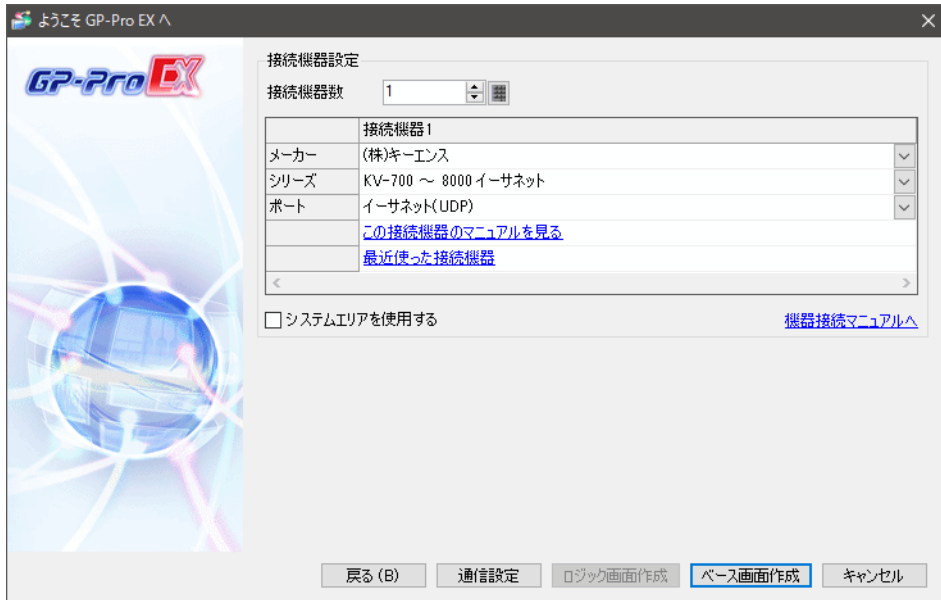 ようこそ GP-Pro EX へ
GP-Pro EX
接続機器設定
接続機器数 1
接続機器1
メーカー (株)キーエンス
シリーズ KV-700 ～ 8000 イーサネット
ポート イーサネット(UDP)
この接続機器のマニュアルを見る
最近使った接続機器
システムエリアを使用する 機器接続マニュアルへ
戻る (B) 通信設定 ロジック画面作成 ベース画面作成 キャンセル